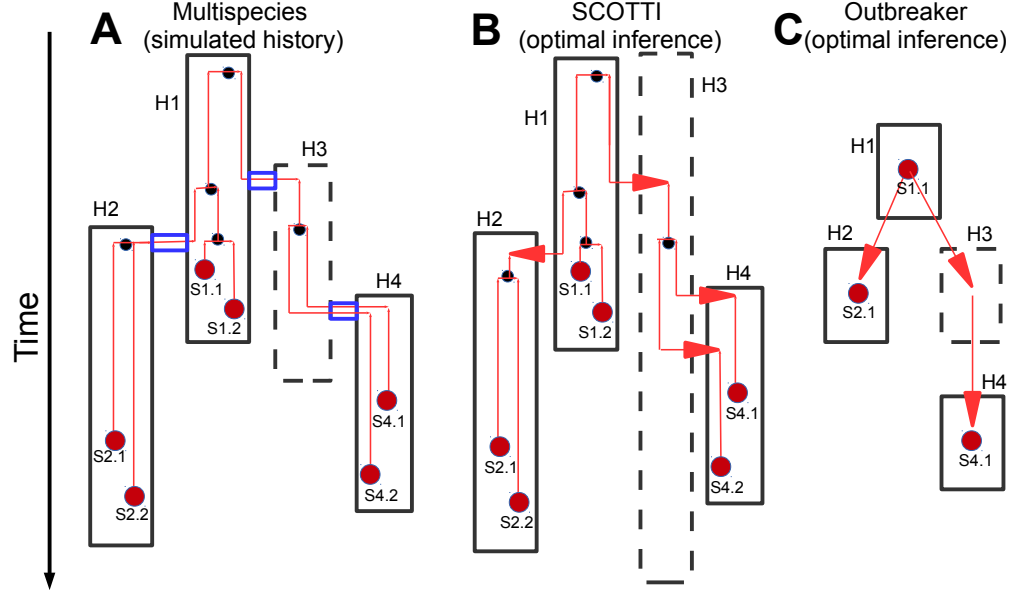 A
Multispecies
(simulated history)
Time
H1
H2
H3
H4
S1.1
S1.2
S2.1
S2.2
S4.1
S4.2
B
SCOTTI
(optimal inference)
H1
H2
H3
H4
S1.1
S1.2
S2.1
S2.2
S4.1
S4.2
C
Outbreaker
(optimal inference)
H1
S1.1
H2
H3
S2.1
H4
S4.1